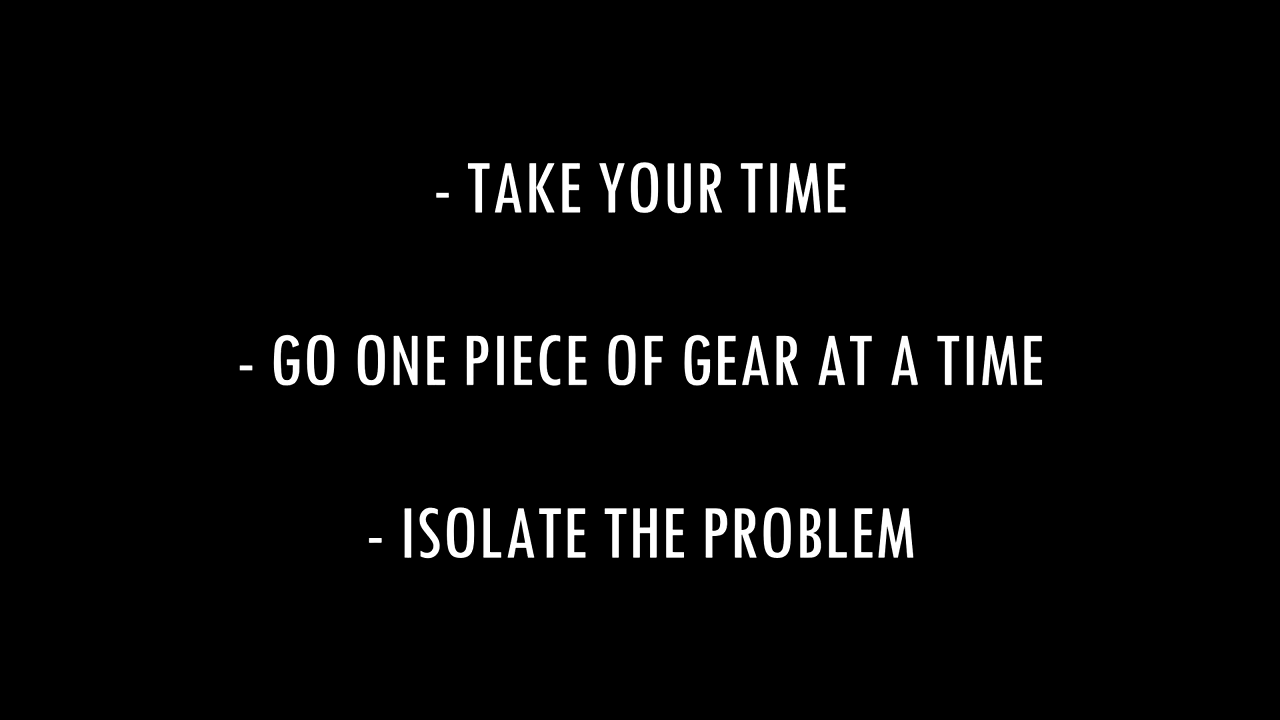 - TAKE YOUR TIME
- GO ONE PIECE OF GEAR AT A TIME
- ISOLATE THE PROBLEM